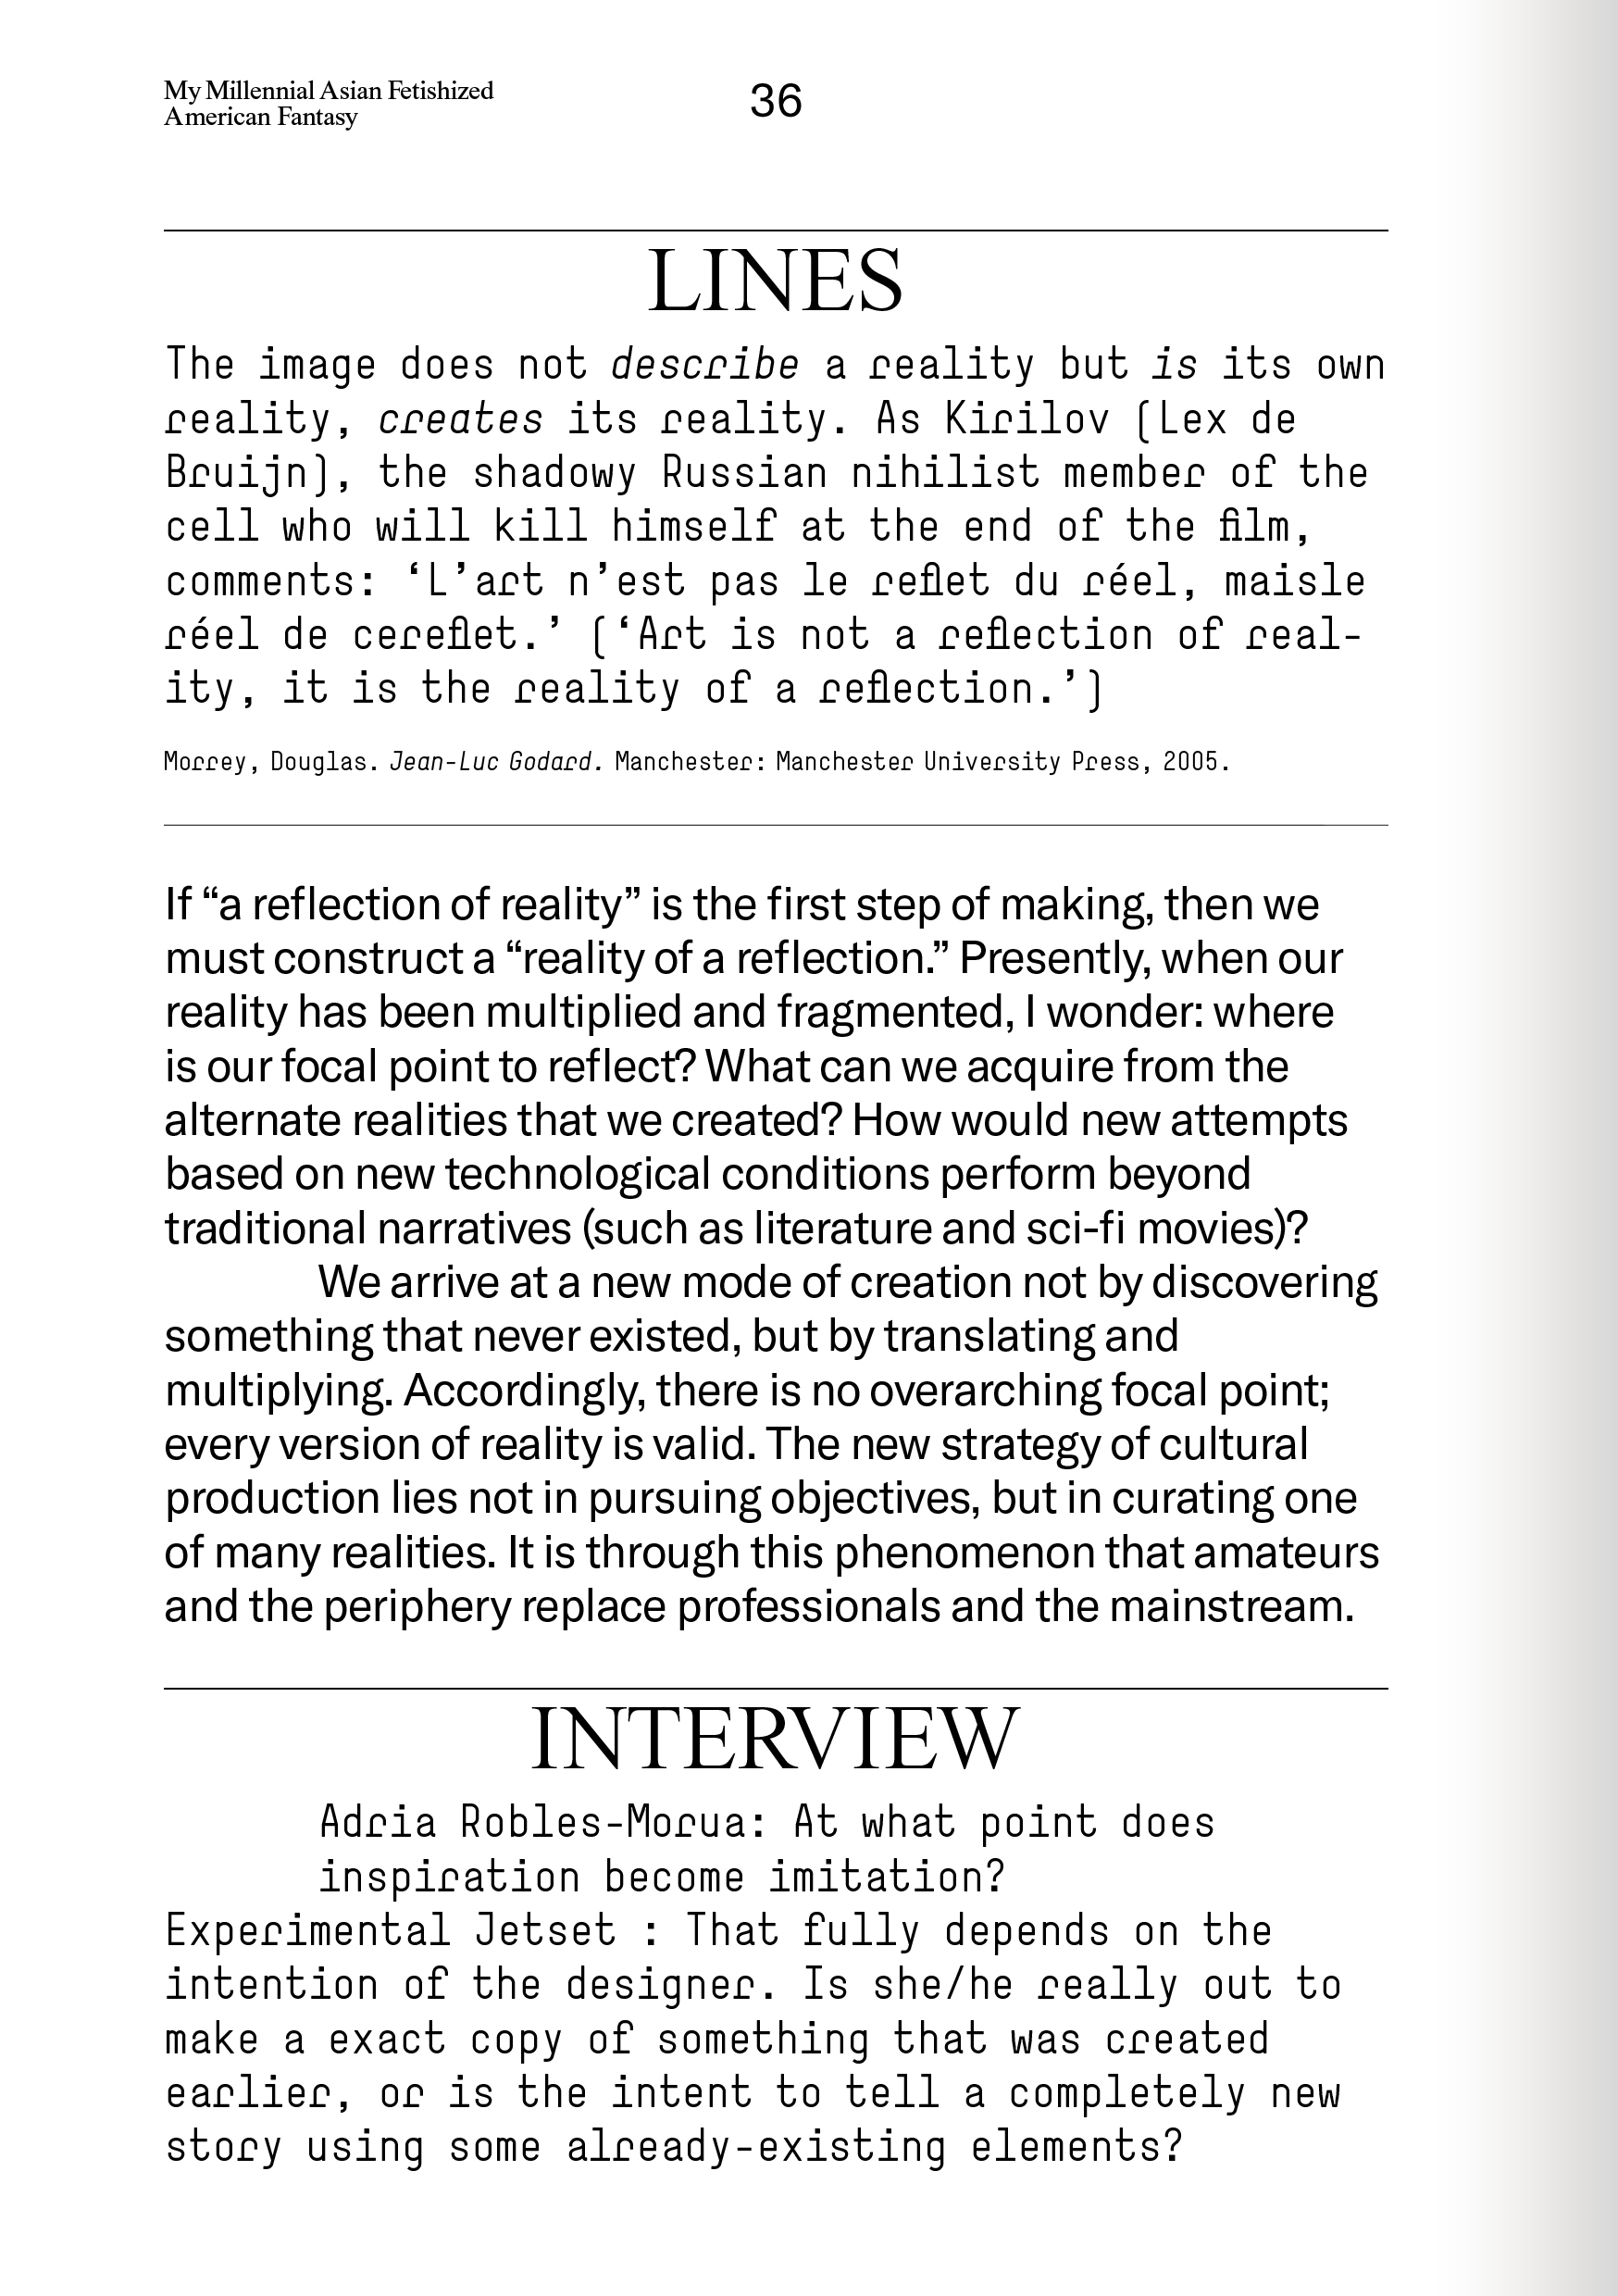 My Millennial Asian Fetishized
American Fantasy
36
LINES
The image does not describe a reality but is its own
reality, creates its reality. As Kirilov (Lex de
Bruijn), the shadowy Russian nihilist member of the
cell who will kill himself at the end of the film,
comments: ‘L’art n’est pas le reflet du réel, maisle
réel de cereflet.’ (‘Art is not a reflection of real-
ity, it is the reality of a reflection.’)
Morrey, Douglas. Jean-Luc Godard. Manchester: Manchester University Press, 2005.
If “a reflection of reality” is the first step of making, then we
must construct a “reality of a reflection.” Presently, when our
reality has been multiplied and fragmented, I wonder: where
is our focal point to reflect? What can we acquire from the
alternate realities that we created? How would new attempts
based on new technological conditions perform beyond
traditional narratives (such as literature and sci-fi movies)?
We arrive at a new mode of creation not by discovering
something that never existed, but by translating and
multiplying. Accordingly, there is no overarching focal point;
every version of reality is valid. The new strategy of cultural
production lies not in pursuing objectives, but in curating one
of many realities. It is through this phenomenon that amateurs
and the periphery replace professionals and the mainstream.
INTERVIEW
Adria Robles-Morua: At what point does
inspiration become imitation?
Experimental Jetset : That fully depends on the
intention of the designer. Is she/he really out to
make a exact copy of something that was created
earlier, or is the intent to tell a completely new
story using some already-existing elements?